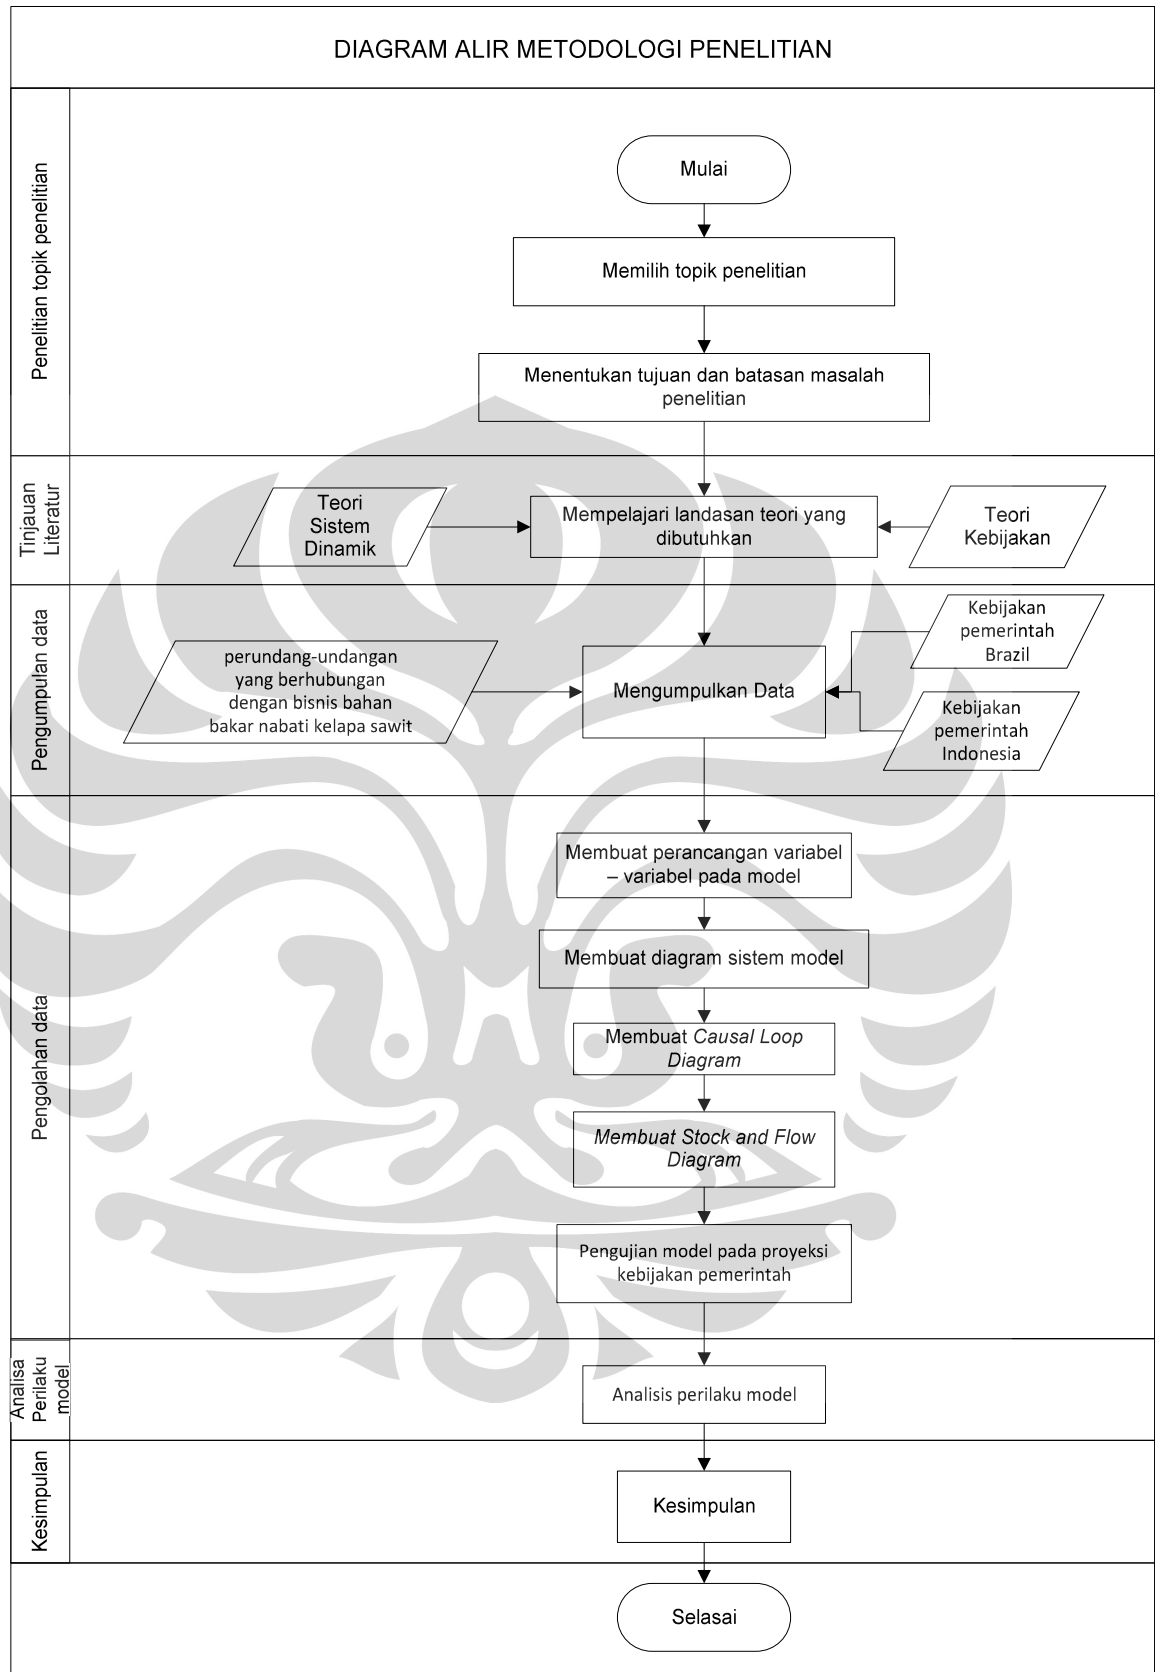 DIAGRAM ALIR METODOLOGI PENELITIAN
Penelitian topik penelitian
Mulai
Memilih topik penelitian
Menentukan tujuan dan batasan masalah
penelitian
Tinjauan
Literatur
Teori
Sistem
Dinamik
Mempelajari landasan teori yang
dibutuhkan
Teori
Kebijakan
Pengumpulan data
perundang-undangan
yang berhubungan
dengan bisnis bahan
bakar nabati kelapa sawit
Mengumpulkan Data
Kebijakan
pemerintah
Brazil
Kebijakan
pemerintah
Indonesia
Pengolahan data
Membuat perancangan variabel
– variabel pada model
Membuat diagram sistem model
Membuat Causal Loop
Diagram
Membuat Stock and Flow
Diagram
Pengujian model pada proyeksi
kebijakan pemerintah
Analisa
Perilaku
model
Analisis perilaku model
Kesimpulan
Kesimpulan
Selasai